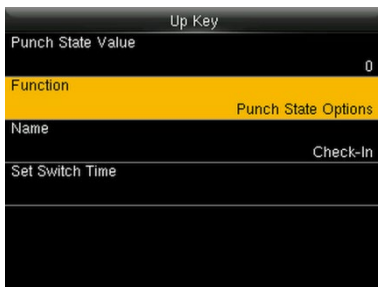 Up Key
Punch State Value
0
Function
Punch State Options
Name
Check-In
Set Switch Time